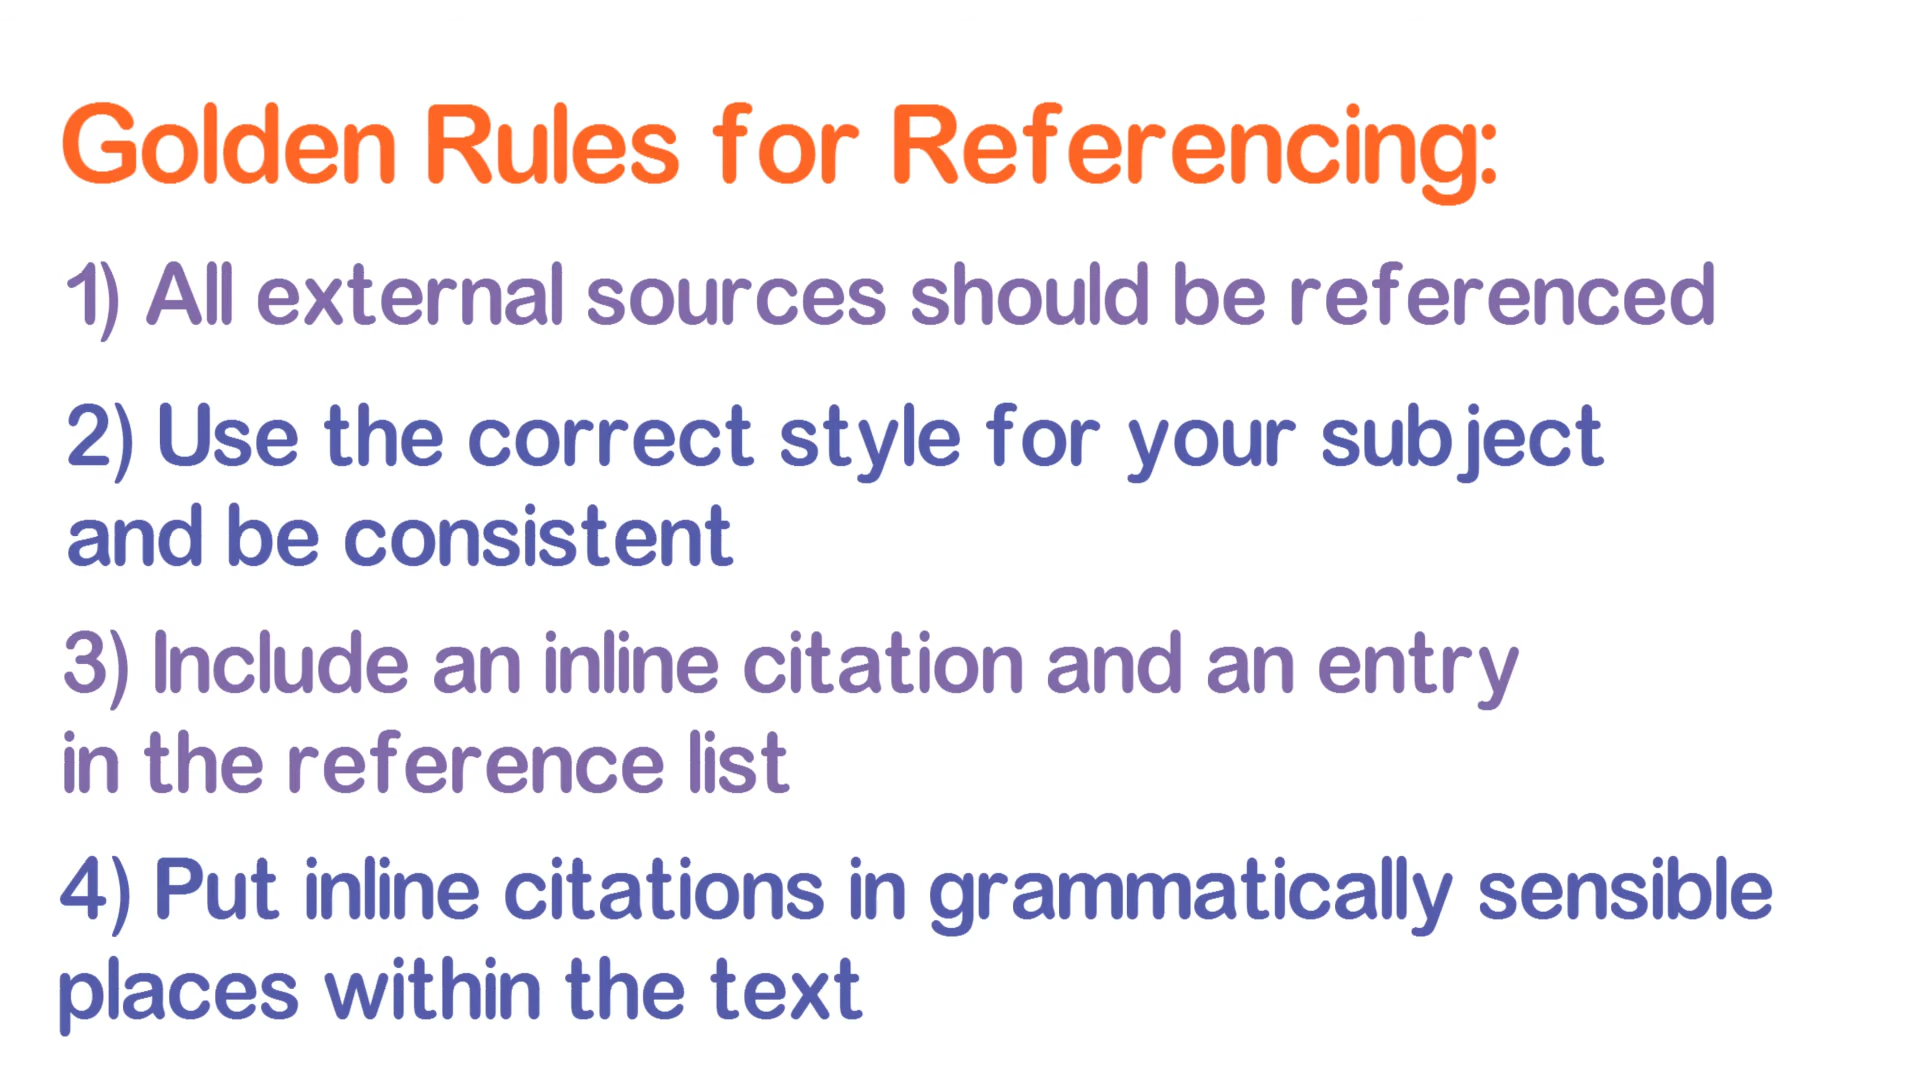 Golden Rules for Referencing:
1) All external sources should be referenced
2) Use the correct style for your subject
and be consistent
3) Include an inline citation and an entry
in the reference list
4) Put inline citations in grammatically sensible
places within the text